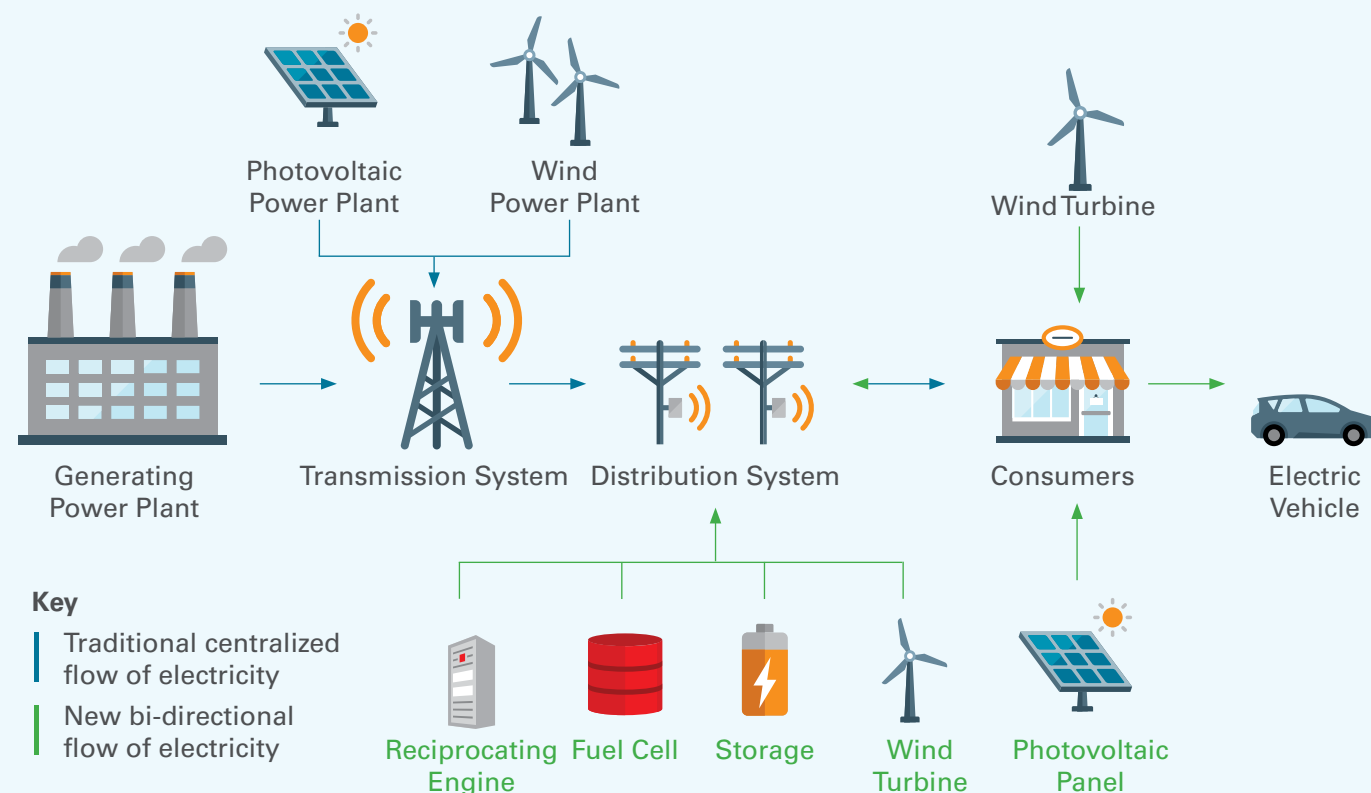 Photovoltaic
Power Plant
Wind
Power Plant
Wind Turbine
Generating
Power Plant
Transmission System
Distribution System
Consumers
Electric
Vehicle
Key
Traditional centralized
flow of electricity
New bi-directional
flow of electricity
Reciprocating
Engine
Fuel Cell
Storage
Wind
Turbine
Photovoltaic
Panel